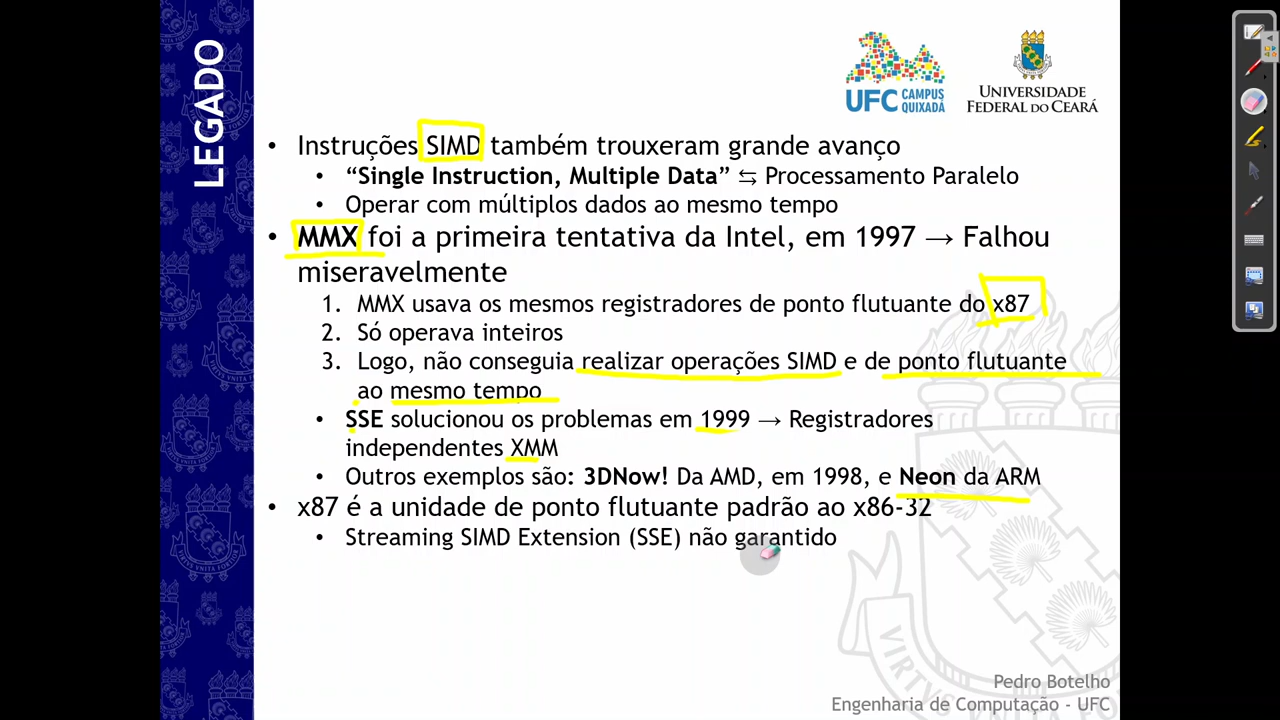 LEGADO
UFC CAMPUS QUIXADÁ
UNIVERSIDADE
FEDERAL DO CEARÁ
• Instruções SIMD também trouxeram grande avanço
• “Single Instruction, Multiple Data” ⇆ Processamento Paralelo
• Operar com múltiplos dados ao mesmo tempo
• MMX foi a primeira tentativa da Intel, em 1997 → Falhou
miseravelmente
1. MMX usava os mesmos registradores de ponto flutuante do x87
2. Só operava inteiros
3. Logo, não conseguia realizar operações SIMD e de ponto flutuante
ao mesmo tempo
• SSE solucionou os problemas em 1999 → Registradores
independentes XMM
• Outros exemplos são: 3DNow! Da AMD, em 1998, e Neon da ARM
• x87 é a unidade de ponto flutuante padrão ao x86-32
• Streaming SIMD Extension (SSE) não garantido
Pedro Botelho
Engenharia de Computação - UFC